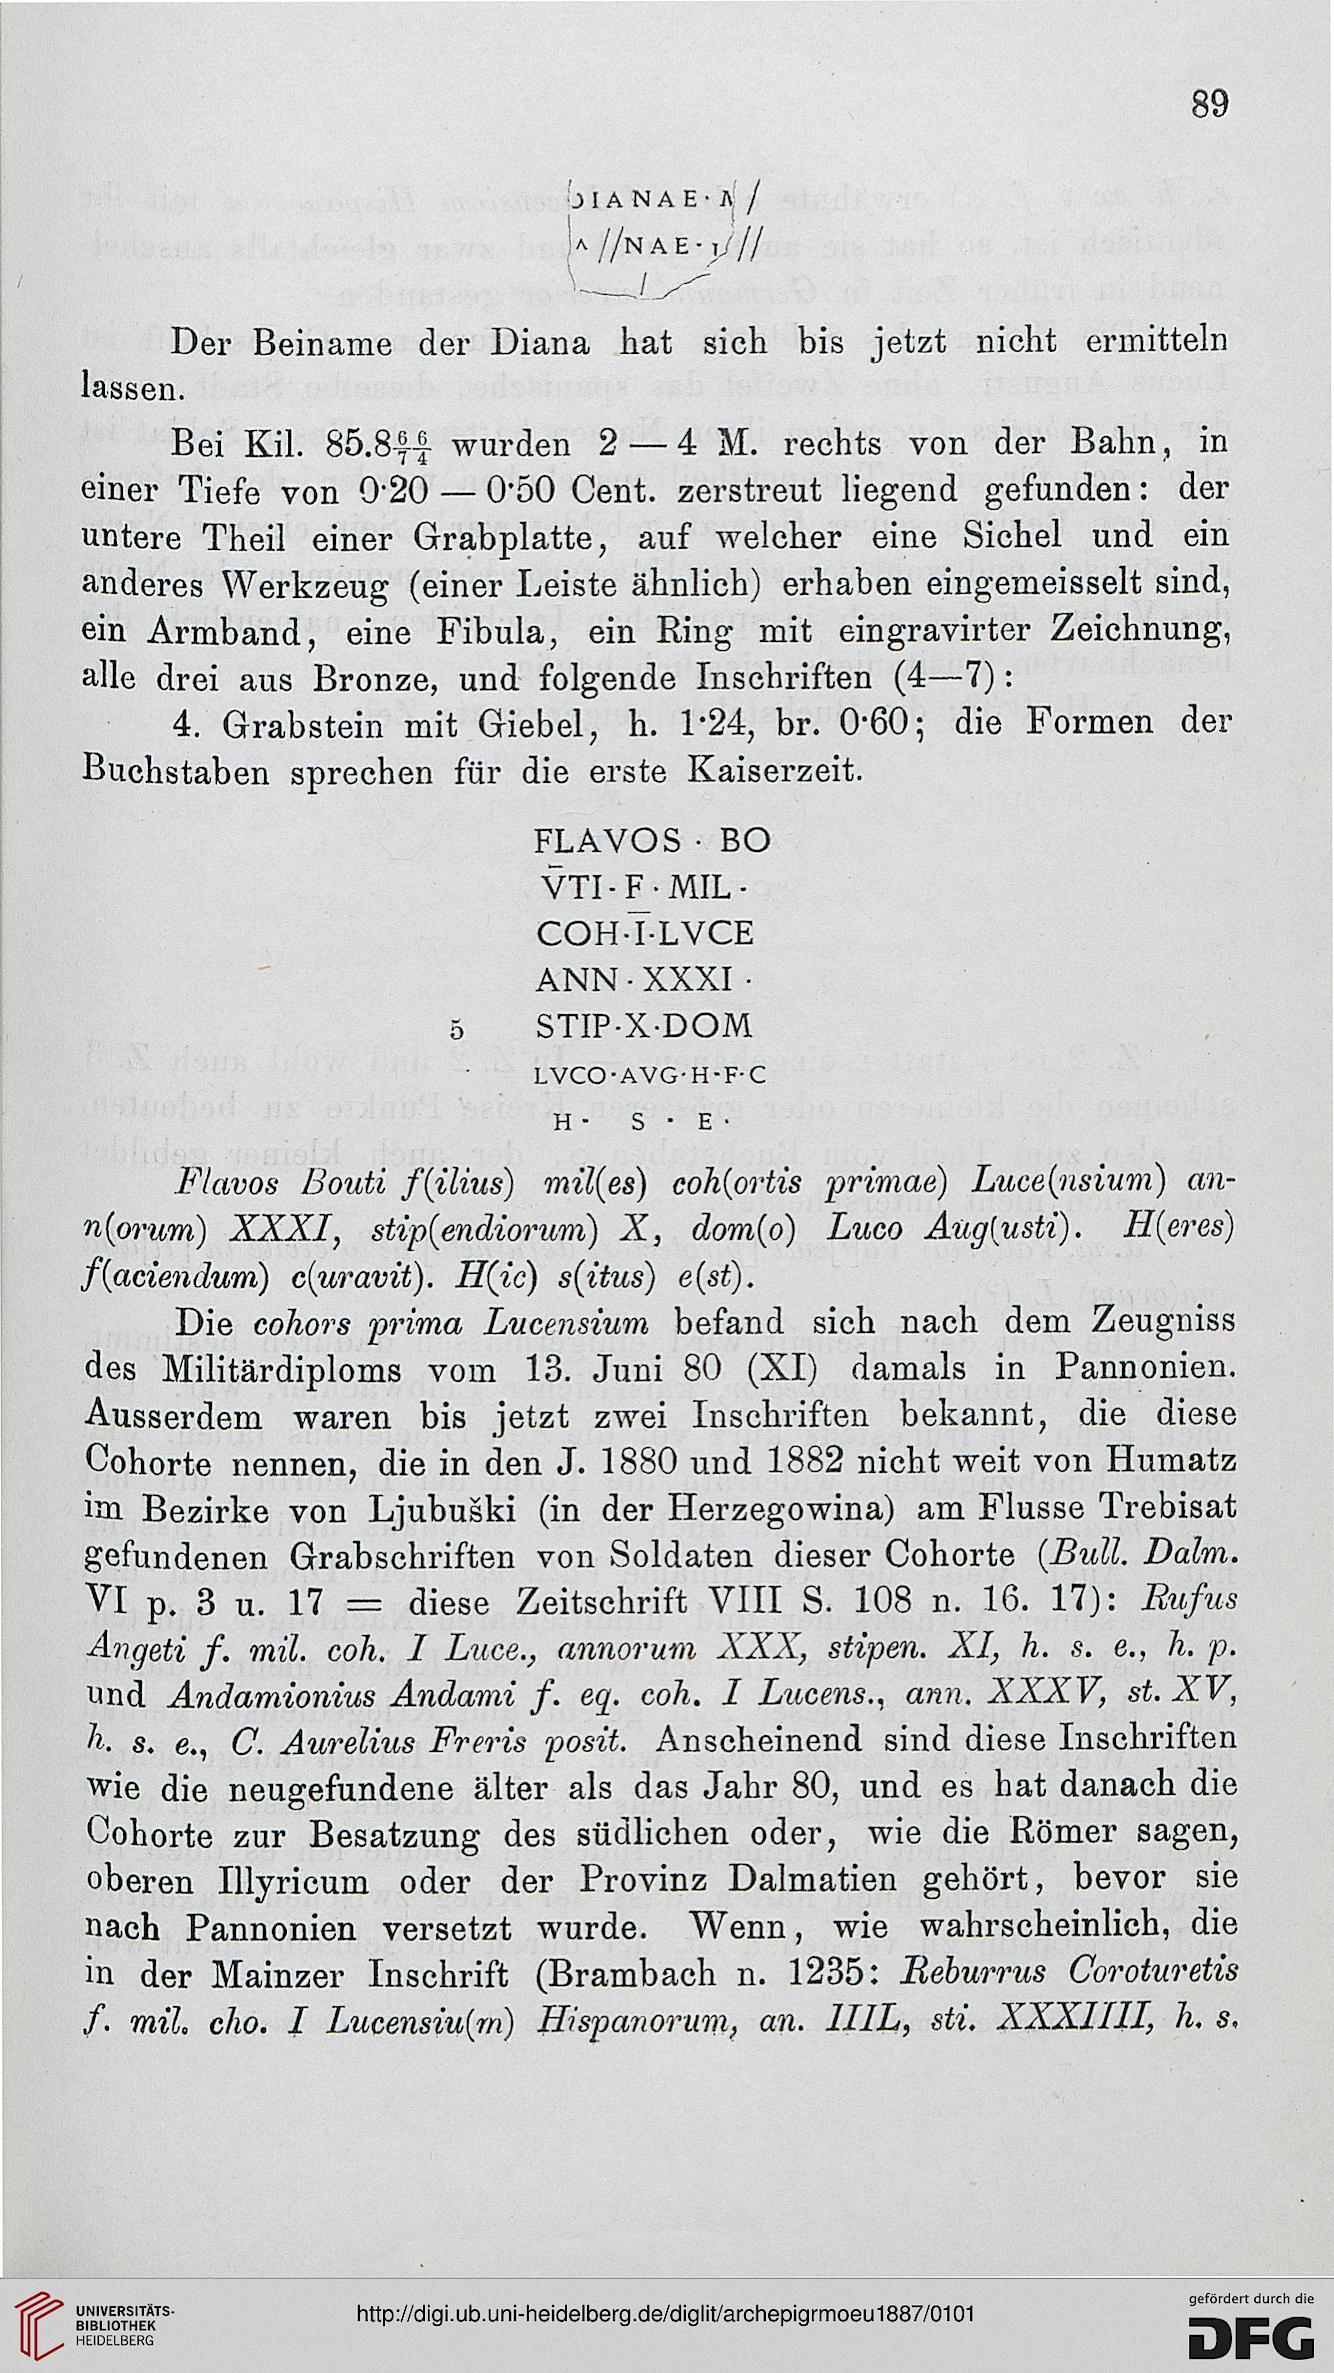 89
DIANAE·
NAE·
Der Beiname der Diana hat sich bis jetzt nicht ermitteln
lassen.
Bei Kil. 85.8 6/7 6/4 wurden 2 — 4 M. rechts von der Bahn, in
einer Tiefe von 0·20 — 0·50 Cent. zerstreut liegend gefunden: der
untere Theil einer Grabplatte, auf welcher eine Sichel und ein
anderes Werkzeug (einer Leiste ähnlich) erhaben eingemeisselt sind,
ein Armband, eine Fibula, ein Ring mit eingravirter Zeichnung,
alle drei aus Bronze, und folgende Inschriften (4—7):
4. Grabstein mit Giebel, h. 1·24, br. 0·60; die Formen der
Buchstaben sprechen für die erste Kaiserzeit.
FLAVOS · BO
VTI · F · MIL ·
COH · I · LVCE
ANN · XXXI ·
5 STIP · X · DOM
LVCO · AVG · H · F · C
H · S · E ·
Flavos Bouti f(ilius) mil(es) coh(ortis primae) Luce(nsium) an-
n(orum) XXXI, stip(endiorum) X, dom(o) Luco Aug(usti). H(eres)
f(aciendum) c(uravit). H(ic) s(itus) e(st).
Die cohors prima Lucensium befand sich nach dem Zeugniss
des Militärdiploms vom 13. Juni 80 (XI) damals in Pannonien.
Ausserdem waren bis jetzt zwei Inschriften bekannt, die diese
Cohorte nennen, die in den J. 1880 und 1882 nicht weit von Humatz
im Bezirke von Ljubuški (in der Herzegowina) am Flusse Trebisat
gefundenen Grabschriften von Soldaten dieser Cohorte (Bull. Dalm.
VI p. 3 u. 17 = diese Zeitschrift VIII S. 108 n. 16. 17): Rufus
Angeti f. mil. coh. I Luce., annorum XXX, stipen. XI, h. s. e., h. p.
und Andamionius Andami f. eq. coh. I Lucens., ann. XXXV, st. XV,
h. s. e., C. Aurelius Freris posit. Anscheinend sind diese Inschriften
wie die neugefundene älter als das Jahr 80, und es hat danach die
Cohorte zur Besatzung des südlichen oder, wie die Römer sagen,
oberen Illyricum oder der Provinz Dalmatien gehört, bevor sie
nach Pannonien versetzt wurde. Wenn, wie wahrscheinlich, die
in der Mainzer Inschrift (Brambach n. 1235: Reburrus Coroturetis
f. mil. cho. I Lucensiu(m) Hispanorum, an. IIIL, sti. XXXIIII, h. s.
UNIVERSITÄTS-
BIBLIOTHEK
HEIDELBERG
http://digi.ub.uni-heidelberg.de/diglit/archepigrmoeu1887/0101
gefördert durch die
DFG